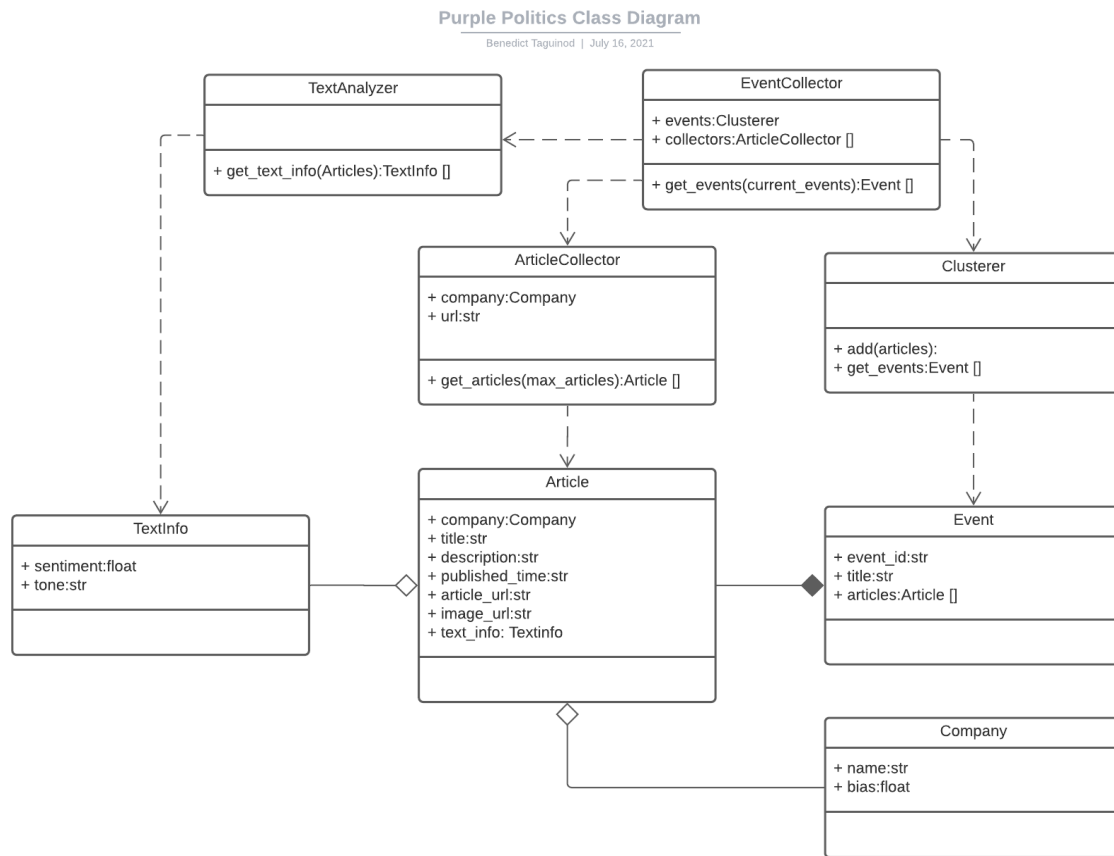 Purple Politics Class Diagram
Benedict Taguinod | July 16, 2021
TextAnalyzer
+ get_text_info(Articles):TextInfo []
EventCollector
+ events:Clusterer
+ collectors:ArticleCollector []
+ get_events(current_events):Event []
ArticleCollector
+ company:Company
+ url:str
+ get_articles(max_articles):Article []
Clusterer
+ add(articles):
+ get_events:Event []
TextInfo
+ sentiment:float
+ tone:str
Article
+ company:Company
+ title:str
+ description:str
+ published_time:str
+ article_url:str
+ image_url:str
+ text_info: Textinfo
Event
+ event_id:str
+ title:str
+ articles:Article []
Company
+ name:str
+ bias:float